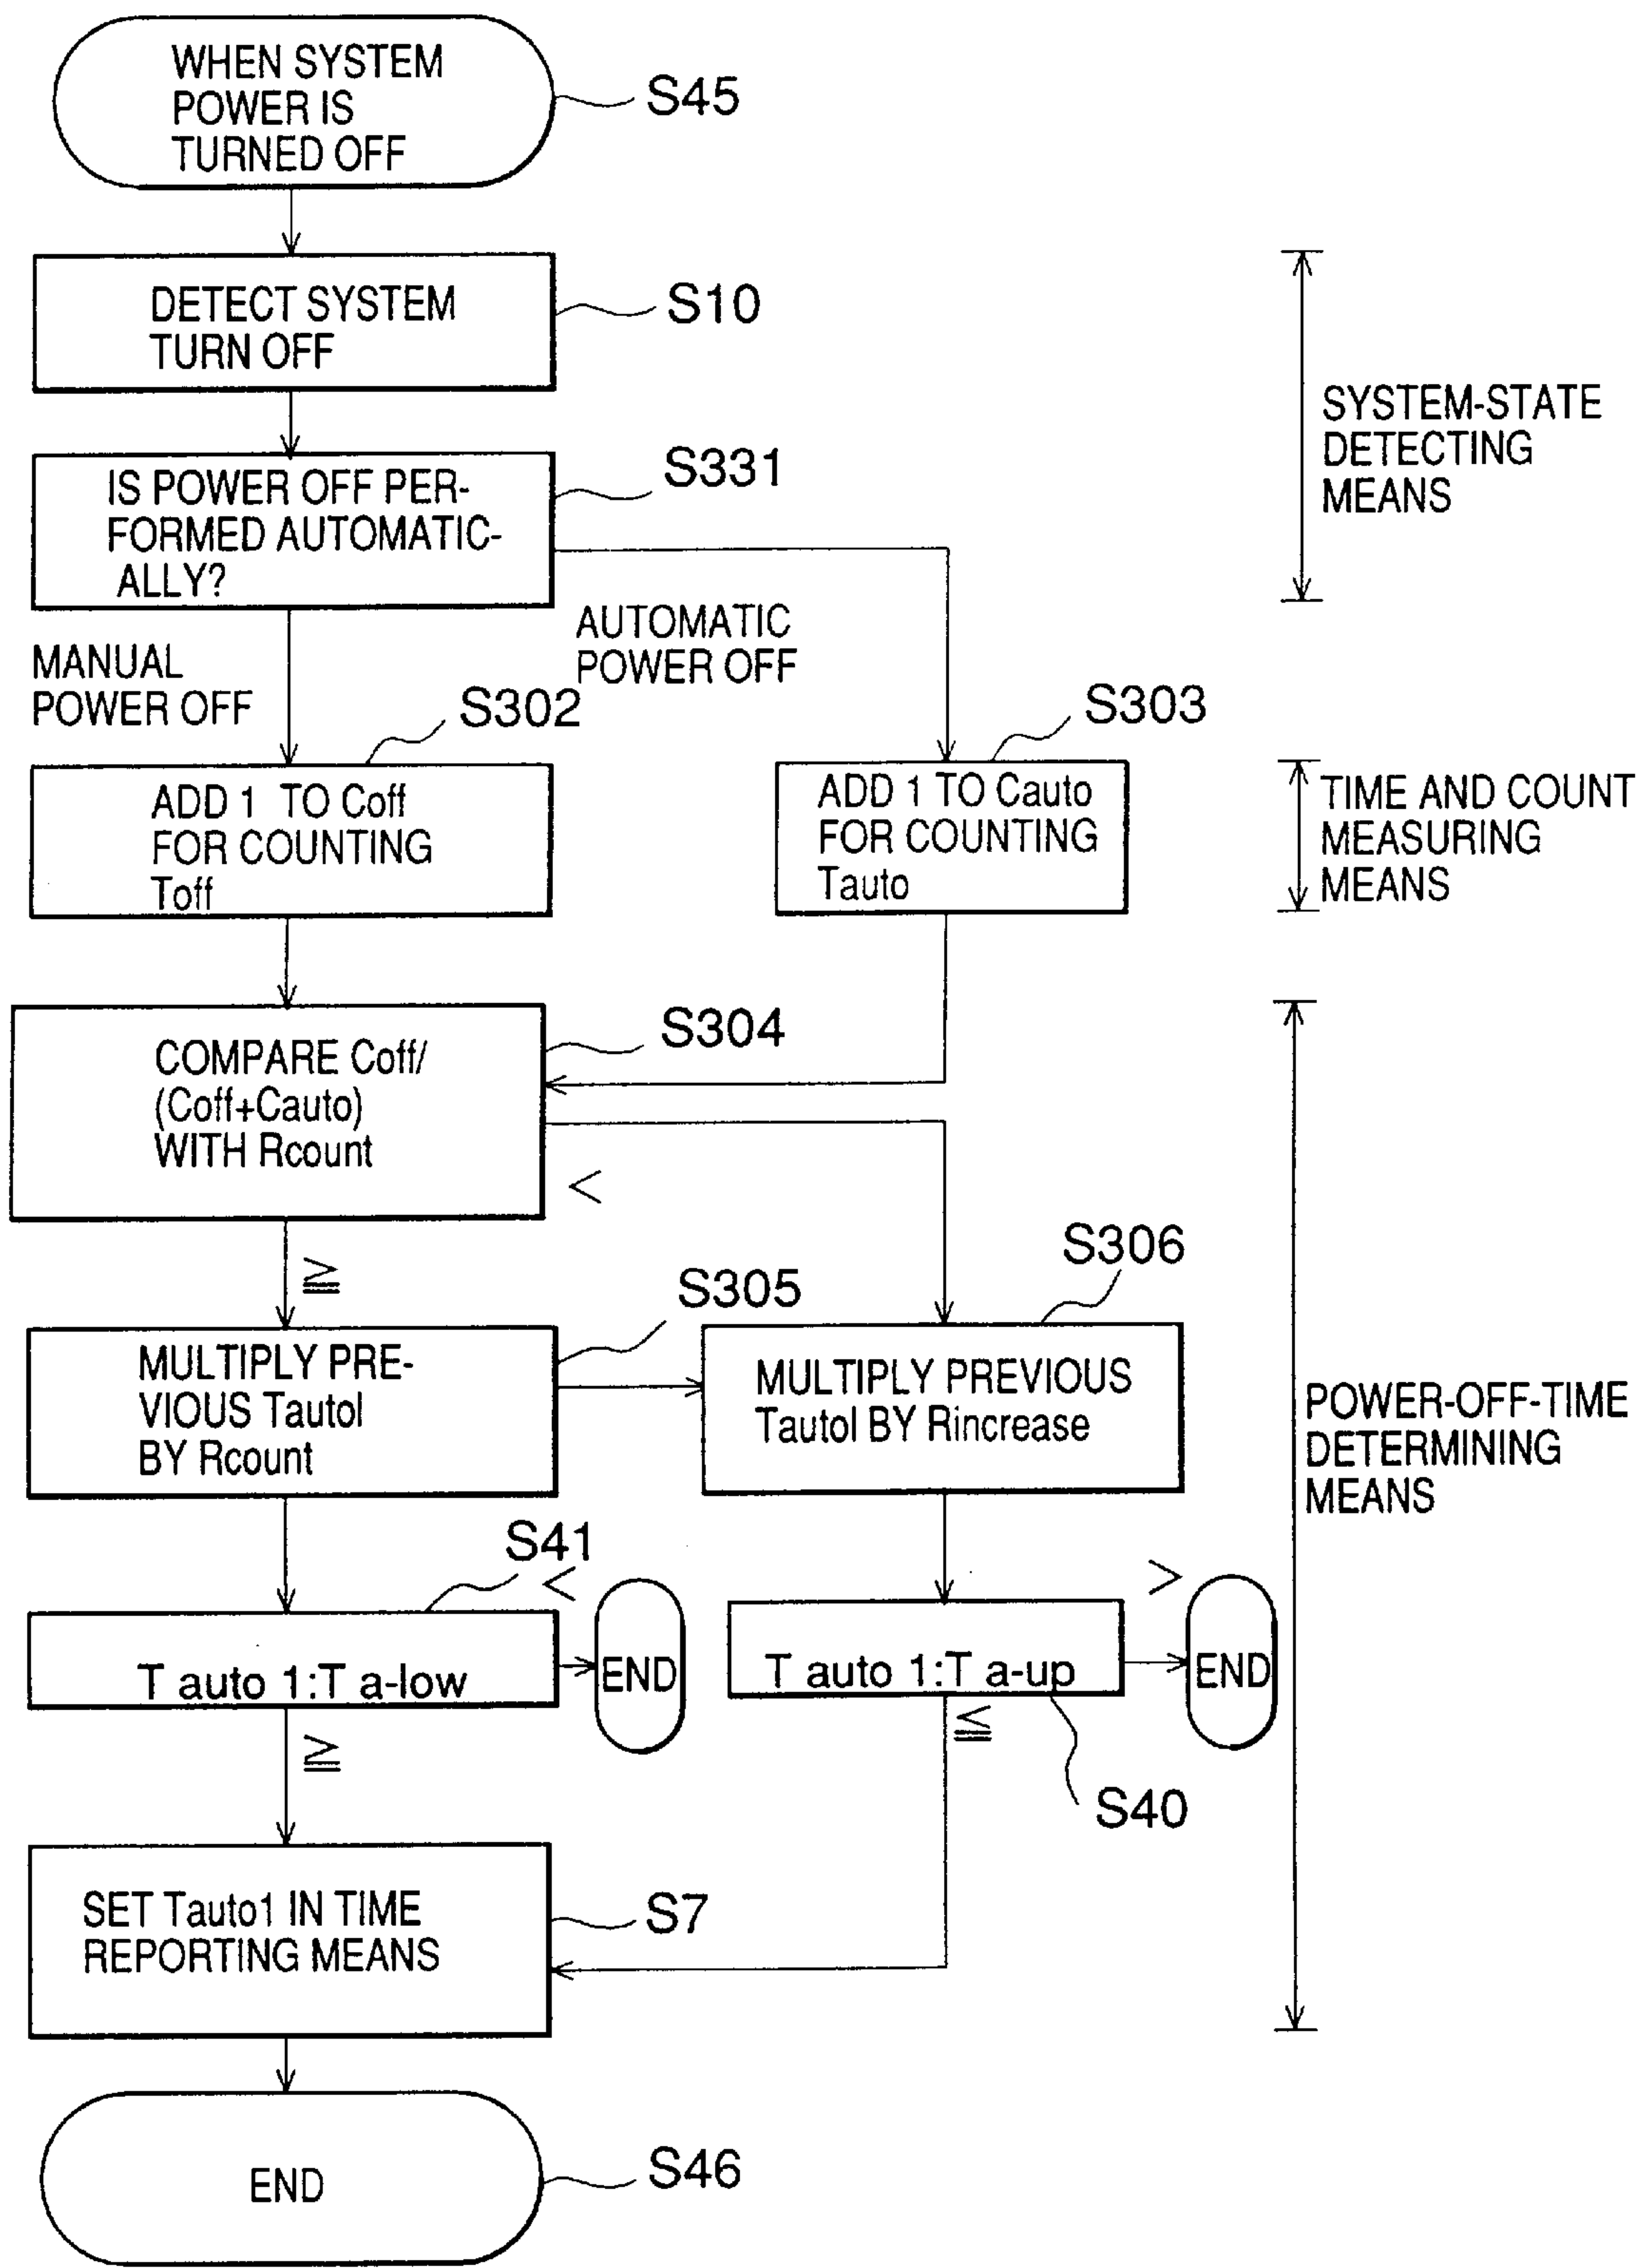 WHEN SYSTEM
POWER IS
TURNED OFF
S45
DETECT SYSTEM
TURN OFF
S10
IS POWER OFF PER-
FORMED AUTOMATIC-
ALLY?
S331
SYSTEM-STATE
DETECTING
MEANS
MANUAL
POWER OFF
AUTOMATIC
POWER OFF
S302
S303
ADD 1 TO Coff
FOR COUNTING
Toff
ADD 1 TO Cauto
FOR COUNTING
Tauto
TIME AND COUNT
MEASURING
MEANS
COMPARE Coff/
(Coff+Cauto)
WITH Rcount
S304
<
≧
S305
S306
MULTIPLY PRE-
VIOUS Tautol
BY Rcount
MULTIPLY PREVIOUS
Tautol BY Rincrease
POWER-OFF-TIME
DETERMINING
MEANS
S41
<
>
T auto 1:T a-low
END
T auto 1:T a-up
END
≧
≦
S40
SET Tauto1 IN TIME
REPORTING MEANS
S7
END
S46